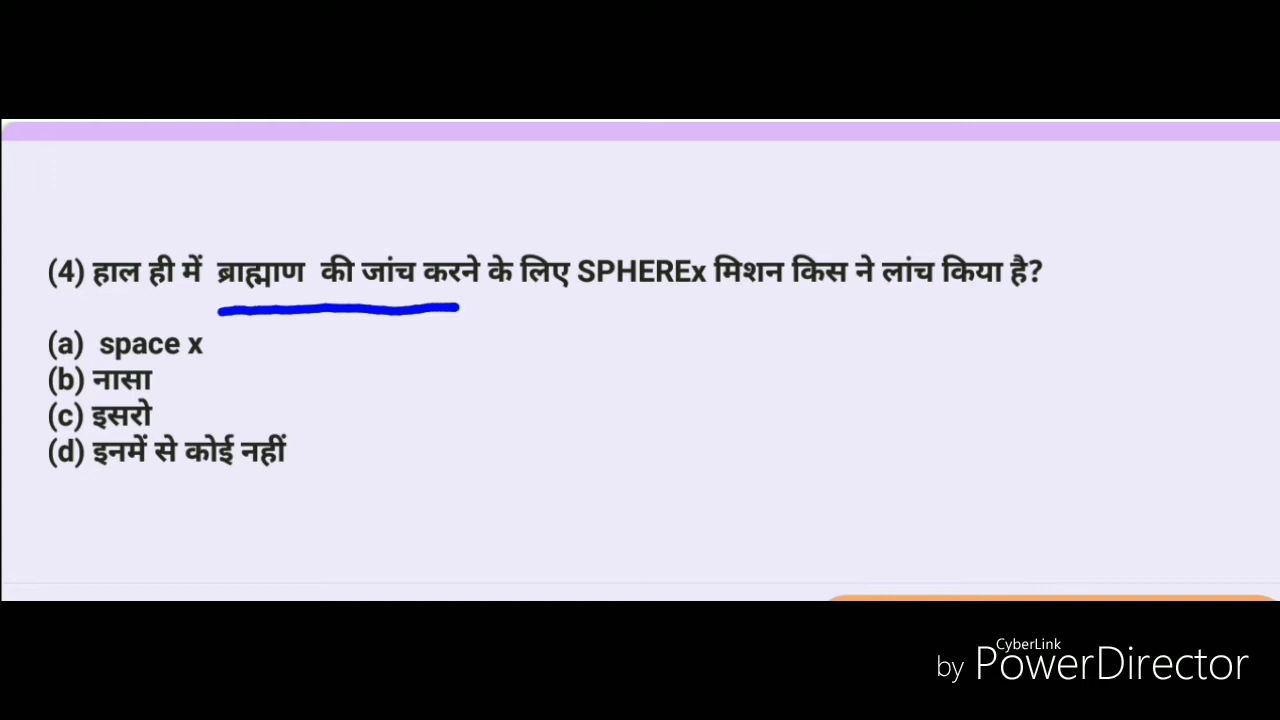 (4) हाल ही में ब्राह्माण की जांच करने के लिए SPHEREx मिशन किस ने लांच किया है?
(a) space x
(b) नासा
(c) इसरो
(d) इनमें से कोई नहीं
CyberLink
by PowerDirector